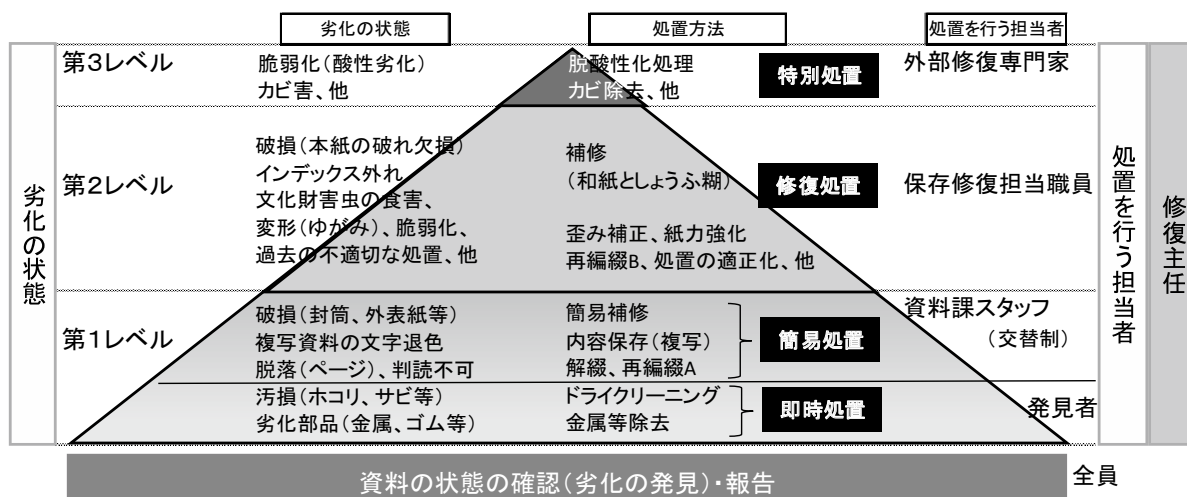 劣化の状態
処置方法
処置を行う担当者
劣化の状態
第3レベル
脆弱化(酸性劣化)
カビ害、他
脱酸性化処理
カビ除去、他
特別処置
外部修復専門家
第2レベル
破損(本紙の破れ欠損)
インデックス外れ、
文化財害虫の食害、
変形(ゆがみ)、脆弱化、
過去の不適切な処置、他
補修
(和紙としょうふ糊)
歪み補正、紙力強化
再編綴B、処置の適正化、他
修復処置
保存修復担当職員
第1レベル
破損(封筒、外表紙等)
複写資料の文字退色
脱落(ページ)、判読不可
簡易補修
内容保存(複写)
解綴、再編綴A
簡易処置
資料課スタッフ
(交替制)
汚損(ホコリ、サビ等)
劣化部品(金属、ゴム等)
ドライクリーニング
金属等除去
即時処置
発見者
処置を行う担当者
修復主任
資料の状態の確認(劣化の発見)・報告
全員